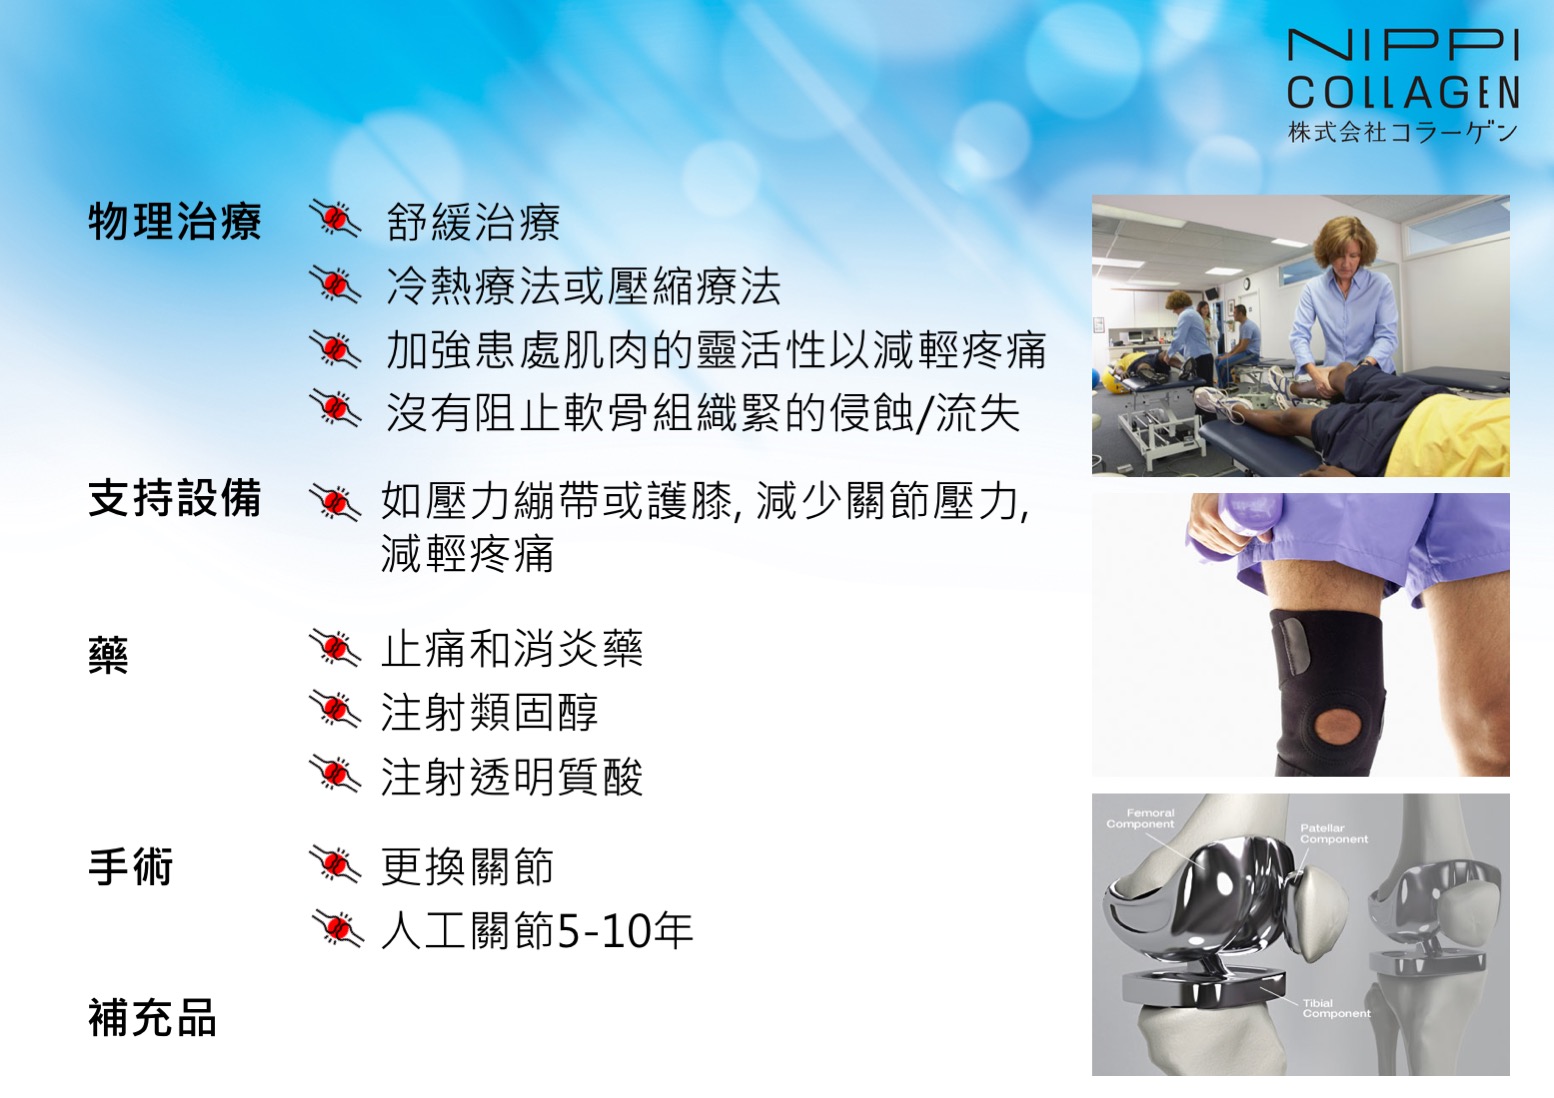 NIPPI
COLLAGEN
株式会社コラーゲン
物理治療
舒緩治療
冷熱療法或壓縮療法
加強患處肌肉的靈活性以減輕疼痛
沒有阻止軟骨組織緊的侵蝕/流失
支持設備
如壓力繃帶或護膝, 減少關節壓力,
減輕疼痛
藥
止痛和消炎藥
注射類固醇
注射透明質酸
手術
更換關節
人工關節5-10年
補充品
Femoral
Component
Patellar
Component
Tibial
Component